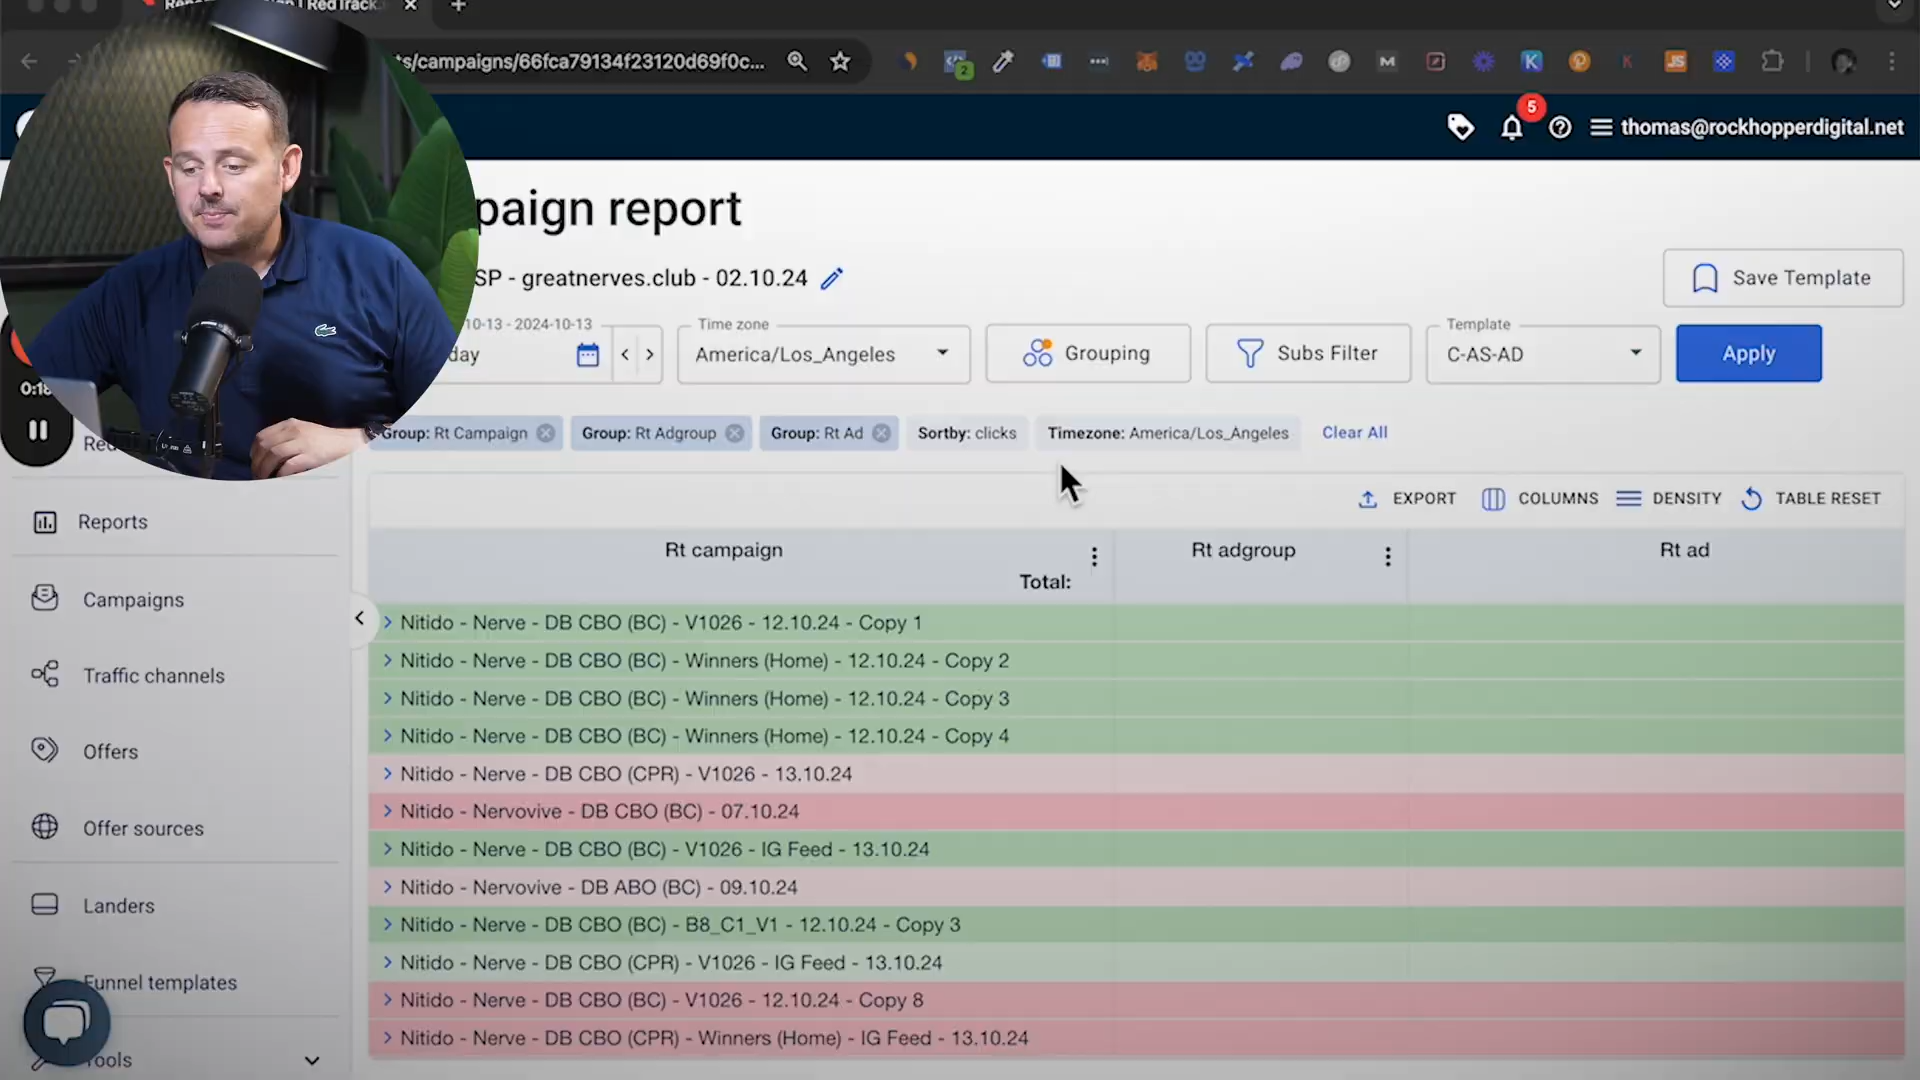 RedTrack.
ts/campaigns/66fca79134f23120d69f0c...
2
M
K
K
JS
5
thomas@rockhopperdigital.net
paign report
SP - greatnerves.club - 02.10.24
Save Template
10-13 - 2024-10-13
day
Time zone
America/Los_Angeles
Grouping
Subs Filter
Template
C-AS-AD
Apply
0:18
Group: Rt Campaign
Group: Rt Adgroup
Group: Rt Ad
Sortby: clicks
Timezone: America/Los_Angeles
Clear All
Red
EXPORT
COLUMNS
DENSITY
TABLE RESET
Reports
Campaigns
Traffic channels
Offers
Offer sources
Landers
Funnel templates
Tools
Rt campaign
Rt adgroup
Rt ad
Total:
Nitido - Nerve - DB CBO (BC) - V1026 - 12.10.24 - Copy 1
Nitido - Nerve - DB CBO (BC) - Winners (Home) - 12.10.24 - Copy 2
Nitido - Nerve - DB CBO (BC) - Winners (Home) - 12.10.24 - Copy 3
Nitido - Nerve - DB CBO (BC) - Winners (Home) - 12.10.24 - Copy 4
Nitido - Nerve - DB CBO (CPR) - V1026 - 13.10.24
Nitido - Nervovive - DB CBO (BC) - 07.10.24
Nitido - Nerve - DB CBO (BC) - V1026 - IG Feed - 13.10.24
Nitido - Nervovive - DB ABO (BC) - 09.10.24
Nitido - Nerve - DB CBO (BC) - B8_C1_V1 - 12.10.24 - Copy 3
Nitido - Nerve - DB CBO (CPR) - V1026 - IG Feed - 13.10.24
Nitido - Nerve - DB CBO (BC) - V1026 - 12.10.24 - Copy 8
Nitido - Nerve - DB CBO (CPR) - Winners (Home) - IG Feed - 13.10.24